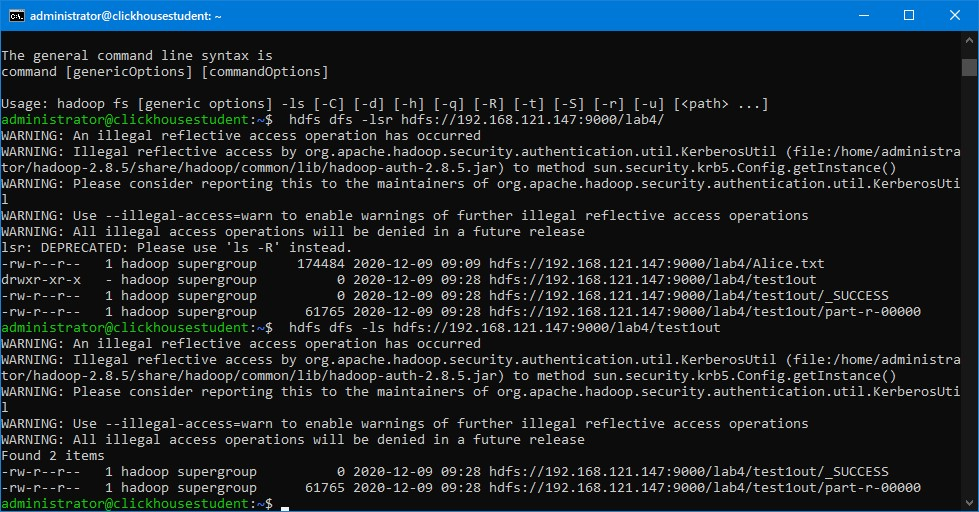 administrator@clickhousestudent: ~
The general command line syntax is
command [genericOptions] [commandOptions]
Usage: hadoop fs [generic options] -ls [-C] [-d] [-h] [-q] [-R] [-t] [-S] [-r] [-u] [<path> ...]
administrator@clickhousestudent:~$  hdfs dfs -lsr hdfs://192.168.121.147:9000/lab4/
WARNING: An illegal reflective access operation has occurred
WARNING: Illegal reflective access by org.apache.hadoop.security.authentication.util.KerberosUtil (file:/home/administra
tor/hadoop-2.8.5/share/hadoop/common/lib/hadoop-auth-2.8.5.jar) to method sun.security.krb5.Config.getInstance()
WARNING: Please consider reporting this to the maintainers of org.apache.hadoop.security.authentication.util.KerberosUti
l
WARNING: Use --illegal-access=warn to enable warnings of further illegal reflective access operations
WARNING: All illegal access operations will be denied in a future release
lsr: DEPRECATED: Please use 'ls -R' instead.
-rw-r--r--   1 hadoop supergroup     174484 2020-12-09 09:09 hdfs://192.168.121.147:9000/lab4/Alice.txt
drwxr-xr-x   - hadoop supergroup          0 2020-12-09 09:28 hdfs://192.168.121.147:9000/lab4/test1out
-rw-r--r--   1 hadoop supergroup          0 2020-12-09 09:28 hdfs://192.168.121.147:9000/lab4/test1out/_SUCCESS
-rw-r--r--   1 hadoop supergroup      61765 2020-12-09 09:28 hdfs://192.168.121.147:9000/lab4/test1out/part-r-00000
administrator@clickhousestudent:~$  hdfs dfs -ls hdfs://192.168.121.147:9000/lab4/test1out
WARNING: An illegal reflective access operation has occurred
WARNING: Illegal reflective access by org.apache.hadoop.security.authentication.util.KerberosUtil (file:/home/administra
tor/hadoop-2.8.5/share/hadoop/common/lib/hadoop-auth-2.8.5.jar) to method sun.security.krb5.Config.getInstance()
WARNING: Please consider reporting this to the maintainers of org.apache.hadoop.security.authentication.util.KerberosUti
l
WARNING: Use --illegal-access=warn to enable warnings of further illegal reflective access operations
WARNING: All illegal access operations will be denied in a future release
Found 2 items
-rw-r--r--   1 hadoop supergroup          0 2020-12-09 09:28 hdfs://192.168.121.147:9000/lab4/test1out/_SUCCESS
-rw-r--r--   1 hadoop supergroup      61765 2020-12-09 09:28 hdfs://192.168.121.147:9000/lab4/test1out/part-r-00000
administrator@clickhousestudent:~$